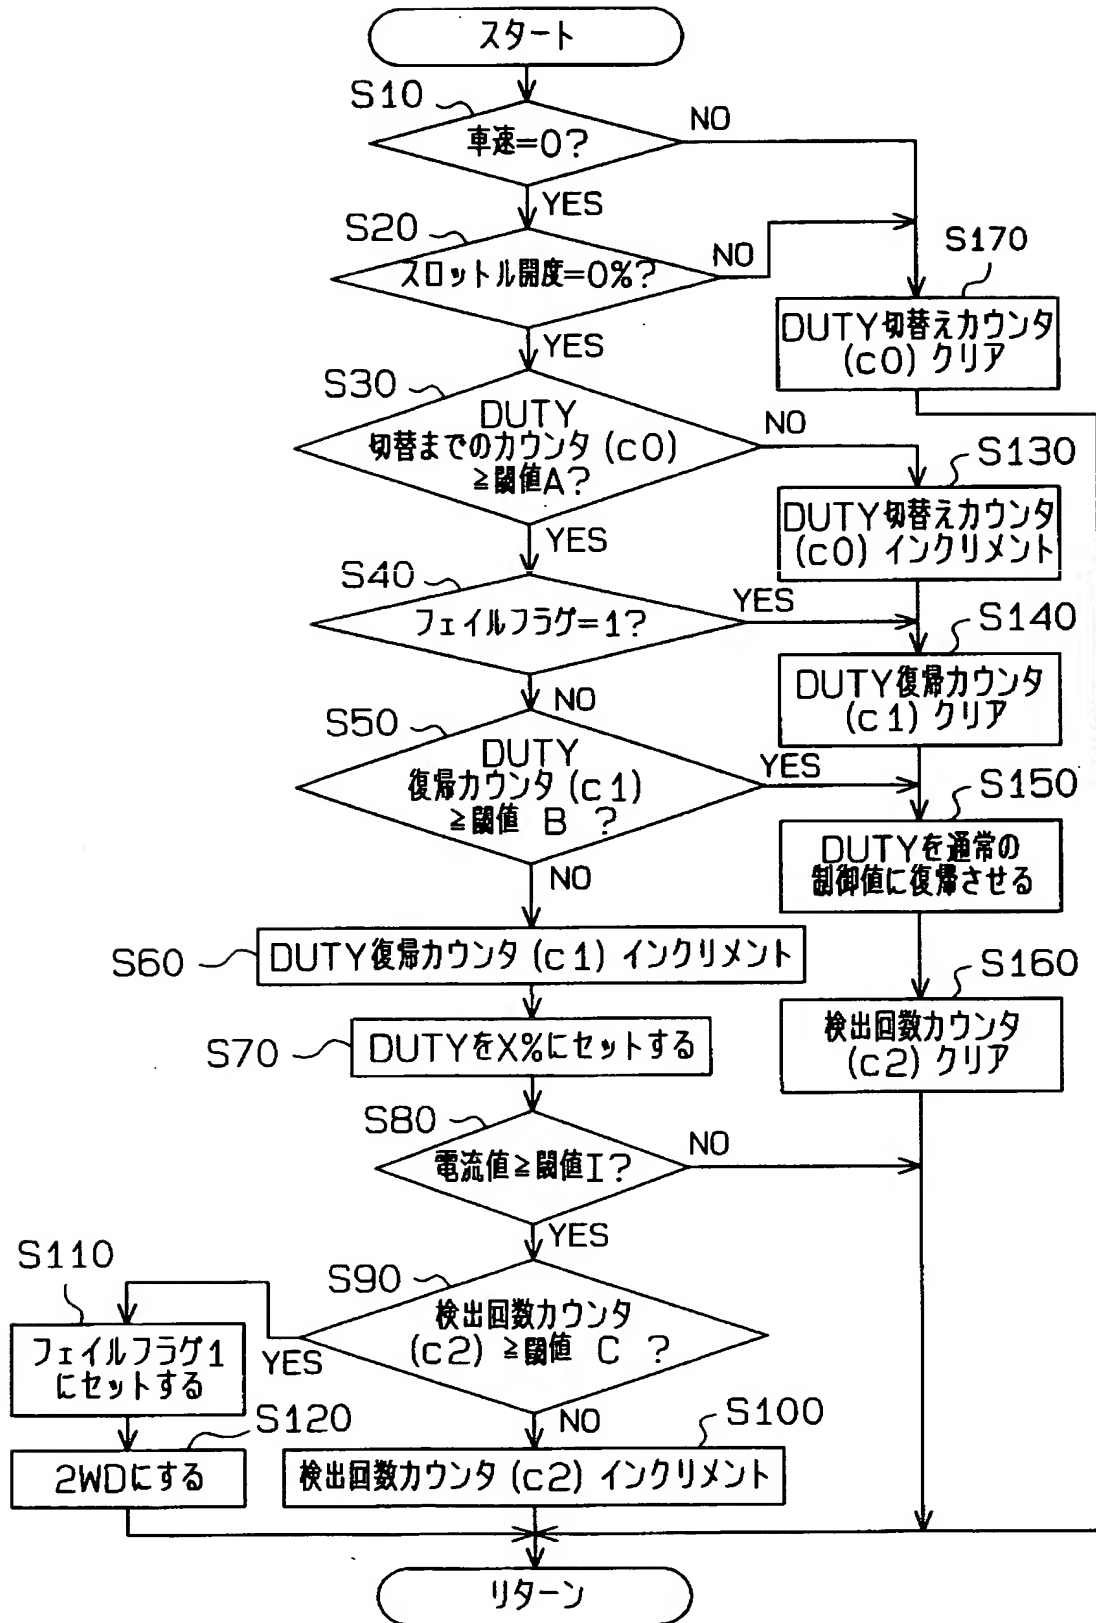 スタート
S10
車速=0?
NO
YES
S20
スロットル開度=0%?
NO
YES
S170
DUTY切替えカウンタ
(c0) クリア
S30
DUTY
切替までのカウンタ (c0)
≧閾値A?
NO
YES
S130
DUTY切替えカウンタ
(c0) インクリメント
S40
フェイルフラグ=1?
YES
NO
S140
DUTY復帰カウンタ
(c1) クリア
S50
DUTY
復帰カウンタ (c1)
≧閾値 B ?
YES
NO
S150
DUTYを通常の
制御値に復帰させる
S60
DUTY復帰カウンタ (c1) インクリメント
S160
検出回数カウンタ
(c2) クリア
S70
DUTYをX%にセットする
S80
電流値≧閾値I?
NO
YES
S90
検出回数カウンタ
(c2) ≧閾値 C ?
YES
NO
S110
フェイルフラグ1
にセットする
S120
2WDにする
S100
検出回数カウンタ (c2) インクリメント
リターン